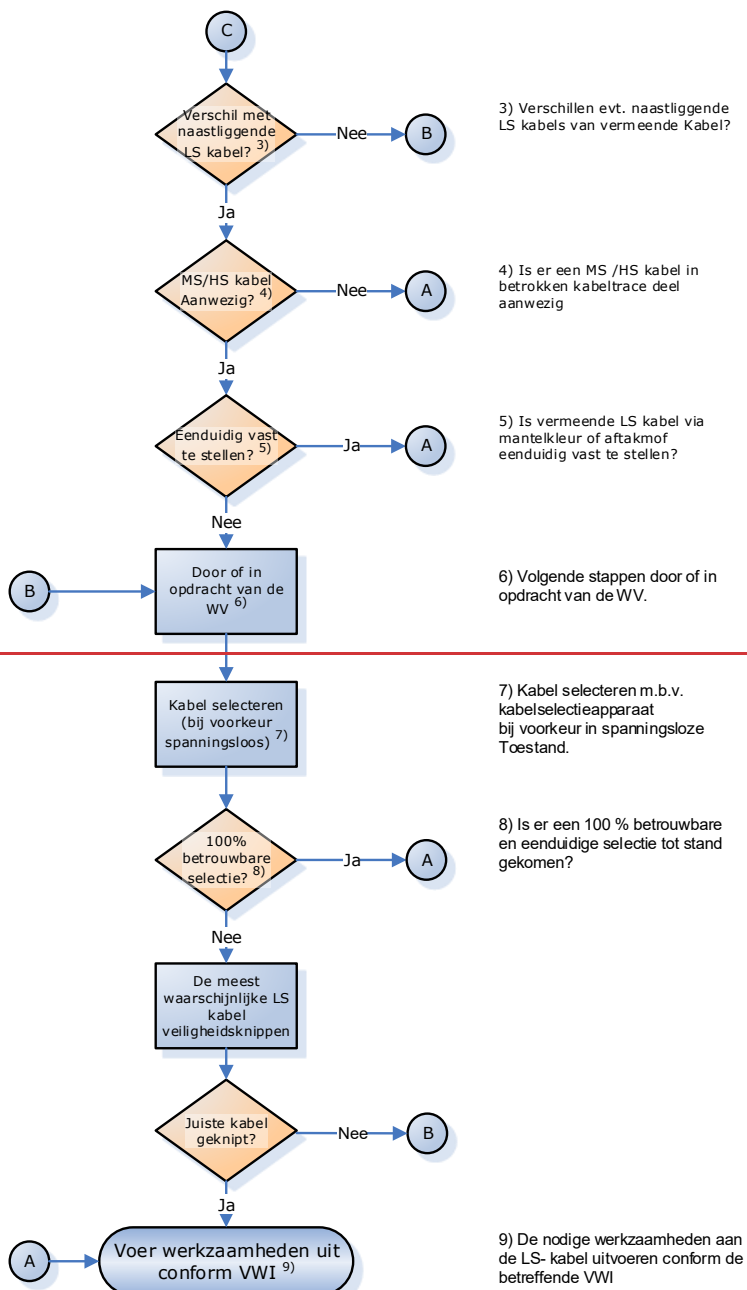 C
Verschil met
naastliggende
LS kabel? 3)
Nee
B
3) Verschillen evt. naastliggende
LS kabels van vermeende Kabel?
Ja
MS/HS kabel
Aanwezig? 4)
Nee
A
4) Is er een MS /HS kabel in
betrokken kabeltrace deel
aanwezig
Ja
Eenduidig vast
te stellen? 5)
Ja
A
5) Is vermeende LS kabel via
mantelkleur of aftakmof
eenduidig vast te stellen?
Nee
B
Door of in
opdracht van de
WV 6)
6) Volgende stappen door of in
opdracht van de WV.
Kabel selecteren
(bij voorkeur
spanningsloos) 7)
7) Kabel selecteren m.b.v.
kabelselectieapparaat
bij voorkeur in spanningsloze
Toestand.
100%
betrouwbare
selectie? 8)
Ja
A
8) Is er een 100 % betrouwbare
en eenduidige selectie tot stand
gekomen?
Nee
De meest
waarschijnlijke LS
kabel
veiligheidsknippen
Juiste kabel
geknipt?
Nee
B
Ja
A
Voer werkzaamheden uit
conform VWI 9)
9) De nodige werkzaamheden aan
de LS- kabel uitvoeren conform de
betreffende VWI